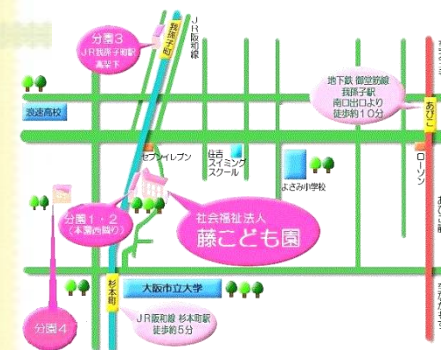 分園3
JR我孫子町駅
高架下
我孫子町
JR阪和線
地下鉄 御堂筋線
我孫子駅
南口出口より
徒歩約10分
あびこ
浪速高校
セブンイレブン
住吉
スイミング
スクール
よさみ小学校
ローソン
分園1・2
(本園西隣り)
社会福祉法人
藤こども園
杉本町
大阪市立大学
JR阪和線 杉本町駅
徒歩約5分
分園4